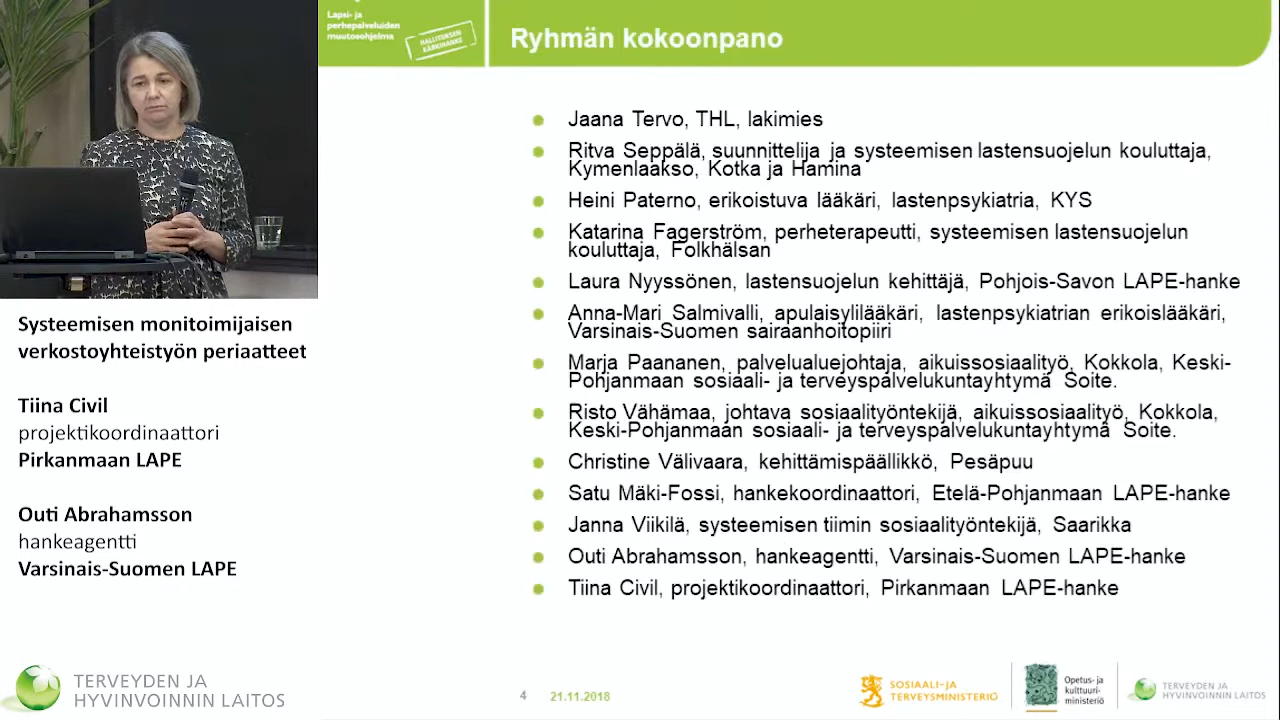 Lapsi- ja
perhepalveluiden
muutosohjelma
HALLITUKSEN
KÄRKIHANKE
Ryhmän kokoonpano
Jaana Tervo, THL, lakimies
Ritva Seppälä, suunnittelija ja systeemisen lastensuojelun kouluttaja,
Kymenlaakso, Kotka ja Hamina
Heini Paterno, erikoistuva lääkäri, lastenpsykiatria, KYS
Katarina Fagerström, perheterapeutti, systeemisen lastensuojelun
kouluttaja, Folkhälsan
Laura Nyyssönen, lastensuojelun kehittäjä, Pohjois-Savon LAPE-hanke
Anna-Mari Salmivalli, apulaisylilääkäri, lastenpsykiatrian erikoislääkäri,
Varsinais-Suomen sairaanhoitopiiri
Marja Paananen, palvelualuejohtaja, aikuissosiaalityö, Kokkola, Keski-
Pohjanmaan sosiaali- ja terveyspalvelukuntayhtymä Soite.
Risto Vähämaa, johtava sosiaalityöntekijä, aikuissosiaalityö, Kokkola,
Keski-Pohjanmaan sosiaali- ja terveyspalvelukuntayhtymä Soite.
Christine Välivaara, kehittämispäällikkö, Pesäpuu
Satu Mäki-Fossi, hankekoordinaattori, Etelä-Pohjanmaan LAPE-hanke
Janna Viikilä, systeemisen tiimin sosiaalityöntekijä, Saarikka
Outi Abrahamsson, hankeagentti, Varsinais-Suomen LAPE-hanke
Tiina Civil, projektikoordinaattori, Pirkanmaan LAPE-hanke
Systeemisen monitoimijaisen
verkostoyhteistyön periaatteet
Tiina Civil
projektikoordinaattori
Pirkanmaan LAPE
Outi Abrahamsson
hankeagentti
Varsinais-Suomen LAPE
TERVEYDEN JA
HYVINVOINNIN LAITOS
4 21.11.2018
SOSIAALI- JA
TERVEYSMINISTERIÖ
Opetus- ja
kulttuuri-
ministeriö
TERVEYDEN JA
HYVINVOINNIN LAITOS